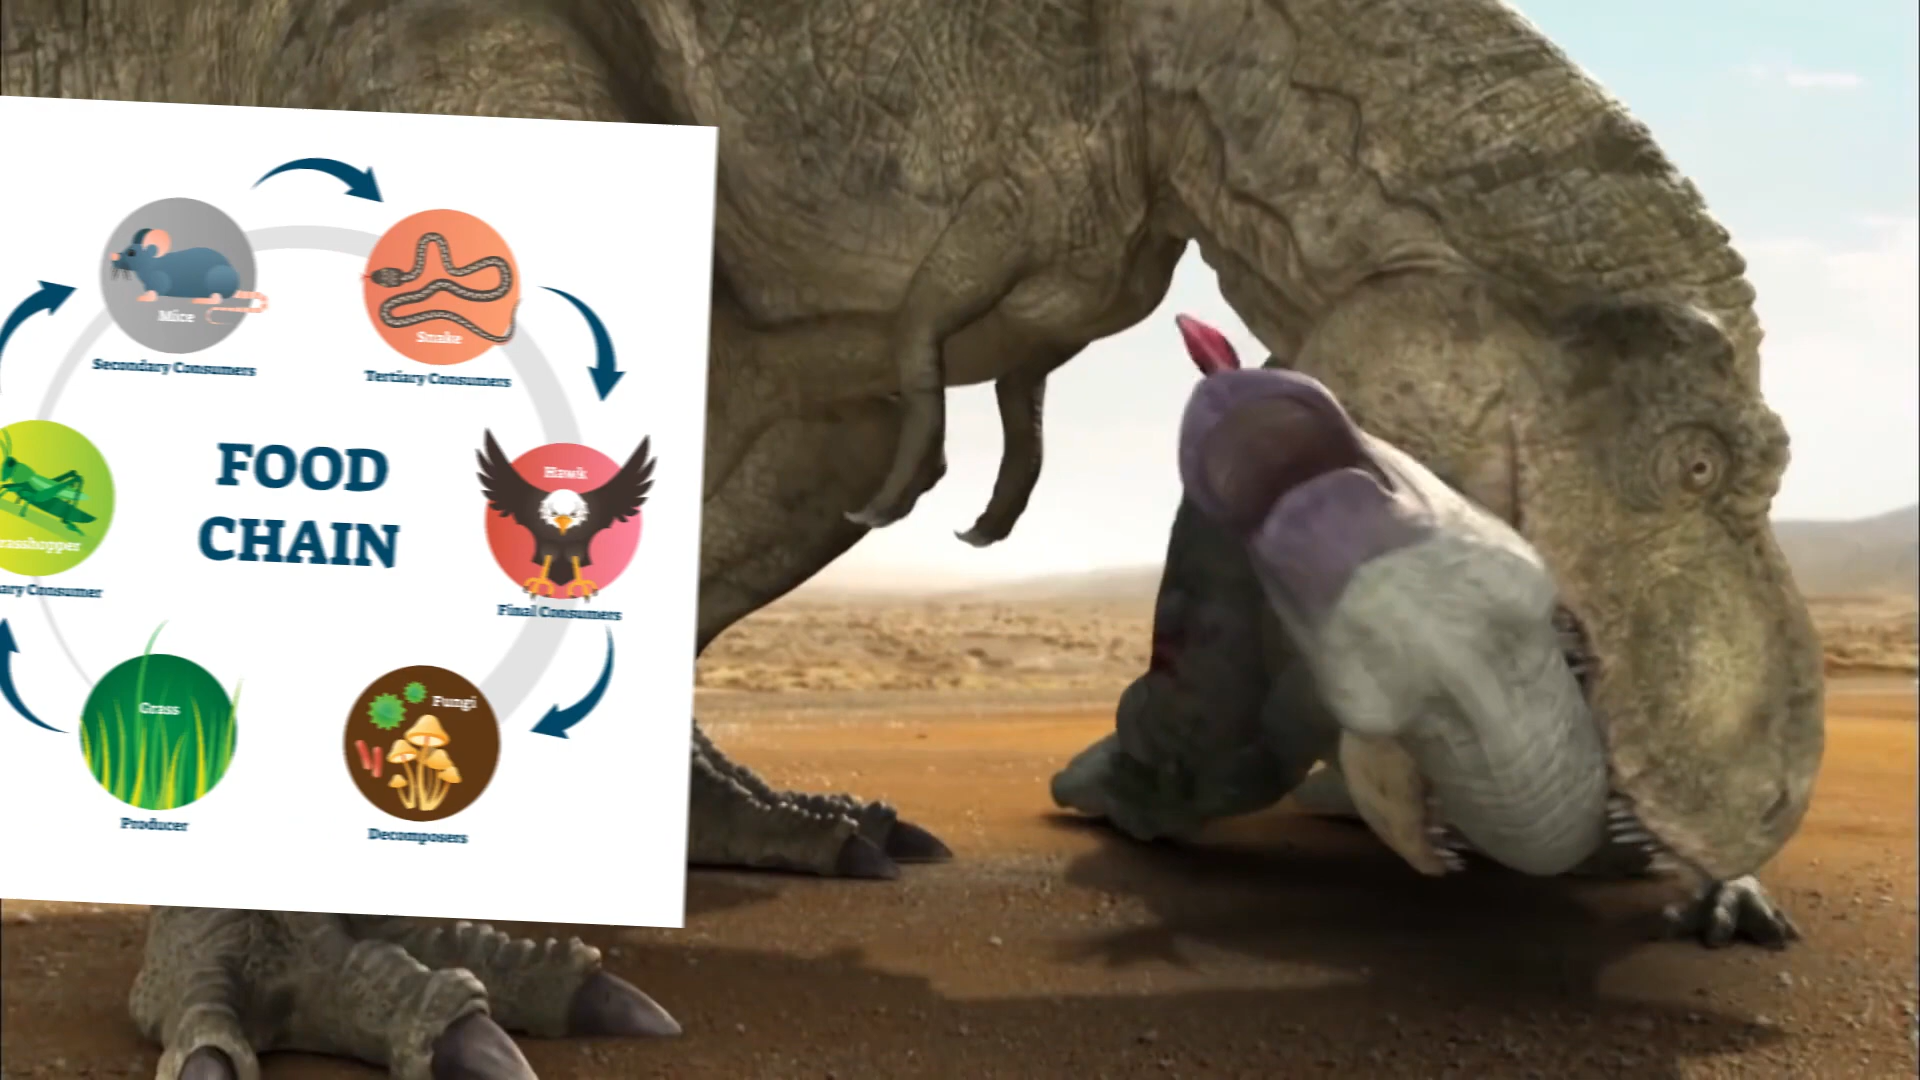 Mice
Secondary Consumers
Snake
Tertiary Consumers
FOOD
CHAIN
Hawk
Final Consumers
rasshopper
ary Consumer
Grass
Producer
Fungi
Decomposers